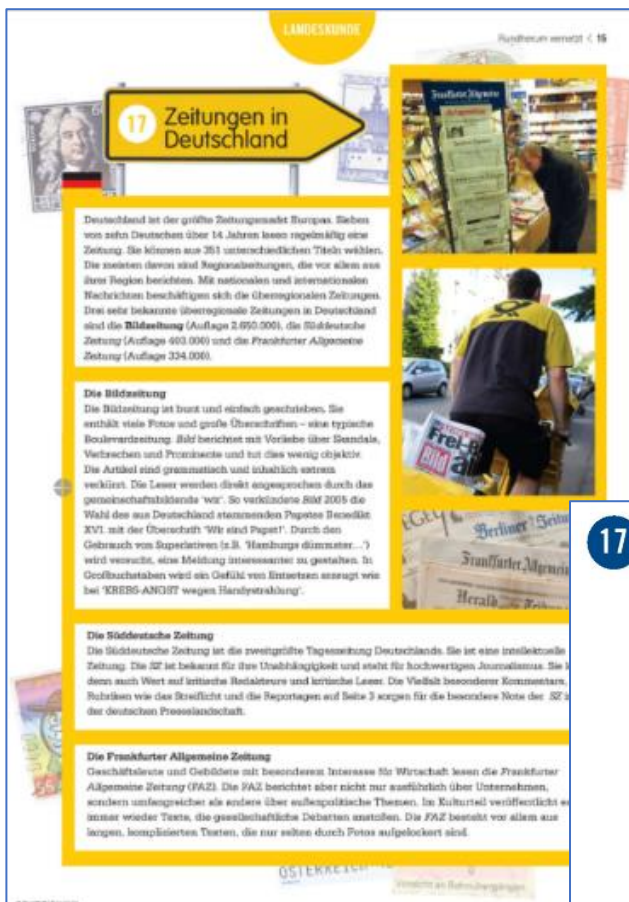 LANDESKUNDE
Rundherum vernetzt < 15
17 Zeitungen in
Deutschland
Frankfurter Allgemeine
Deutschland ist der größte Zeitungsmarkt Europas. Sieben
von zehn Deutschen über 14 Jahren lesen regelmäßig eine
Zeitung. Sie können aus 351 unterschiedlichen Titeln wählen.
Die meisten davon sind Regionalzeitungen, die vor allem aus
ihrer Region berichten. Mit nationalen und internationalen
Nachrichten beschäftigen sich die überregionalen Zeitungen.
Drei sehr bekannte überregionale Zeitungen in Deutschland
sind die Bildzeitung (Auflage 2.650.000), die Süddeutsche
Zeitung (Auflage 403.000) und die Frankfurter Allgemeine
Zeitung (Auflage 334.000).
Die Bildzeitung
Die Bildzeitung ist bunt und einfach geschrieben. Sie
enthält viele Fotos und große Überschriften – eine typische
Boulevardzeitung. Bild berichtet mit Vorliebe über Skandale,
Verbrechen und Prominente und tut dies wenig objektiv.
Die Artikel sind grammatisch und inhaltlich extrem
verkürzt. Die Leser werden direkt angesprochen durch das
gemeinschaftsbildende 'wir'. So verkündete Bild 2005 die
Wahl des aus Deutschland stammenden Papstes Benedikt
XVI. mit der Überschrift 'Wir sind Papst!'. Durch den
Gebrauch von Superlativen (z.B. 'Hamburgs dümmster...')
wird versucht, eine Meldung interessanter zu gestalten. In
Großbuchstaben wird ein Gefühl von Entsetzen erzeugt wie
bei 'KREBS-ANGST wegen Handystrahlung'.
Bild
17
Berliner Zeitu
Frankfurter Allgemein
Herald
Die Süddeutsche Zeitung
Die Süddeutsche Zeitung ist die zweitgrößte Tageszeitung Deutschlands. Sie ist eine intellektuelle
Zeitung. Die SZ ist bekannt für ihre Unabhängigkeit und steht für hochwertigen Journalismus. Sie
denn auch Wert auf kritische Redakteure und kritische Leser. Die Vielfalt besonderer Kommentare,
Rubriken wie das Streiflicht und die Reportagen auf Seite 3 sorgen für die besondere Note der SZ
der deutschen Presselandschaft.
Die Frankfurter Allgemeine Zeitung
Geschäftsleute und Gebildete mit besonderem Interesse für Wirtschaft lesen die Frankfurter
Allgemeine Zeitung (FAZ). Die FAZ berichtet aber nicht nur ausführlich über Unternehmen,
sondern umfangreicher als andere über außenpolitische Themen. Im Kulturteil veröffentlicht
immer wieder Texte, die gesellschaftliche Debatten anstoßen. Die FAZ besteht vor allem aus
langen, komplizierten Texten, die nur selten durch Fotos aufgelockert sind.
55
ÖSTERREICH